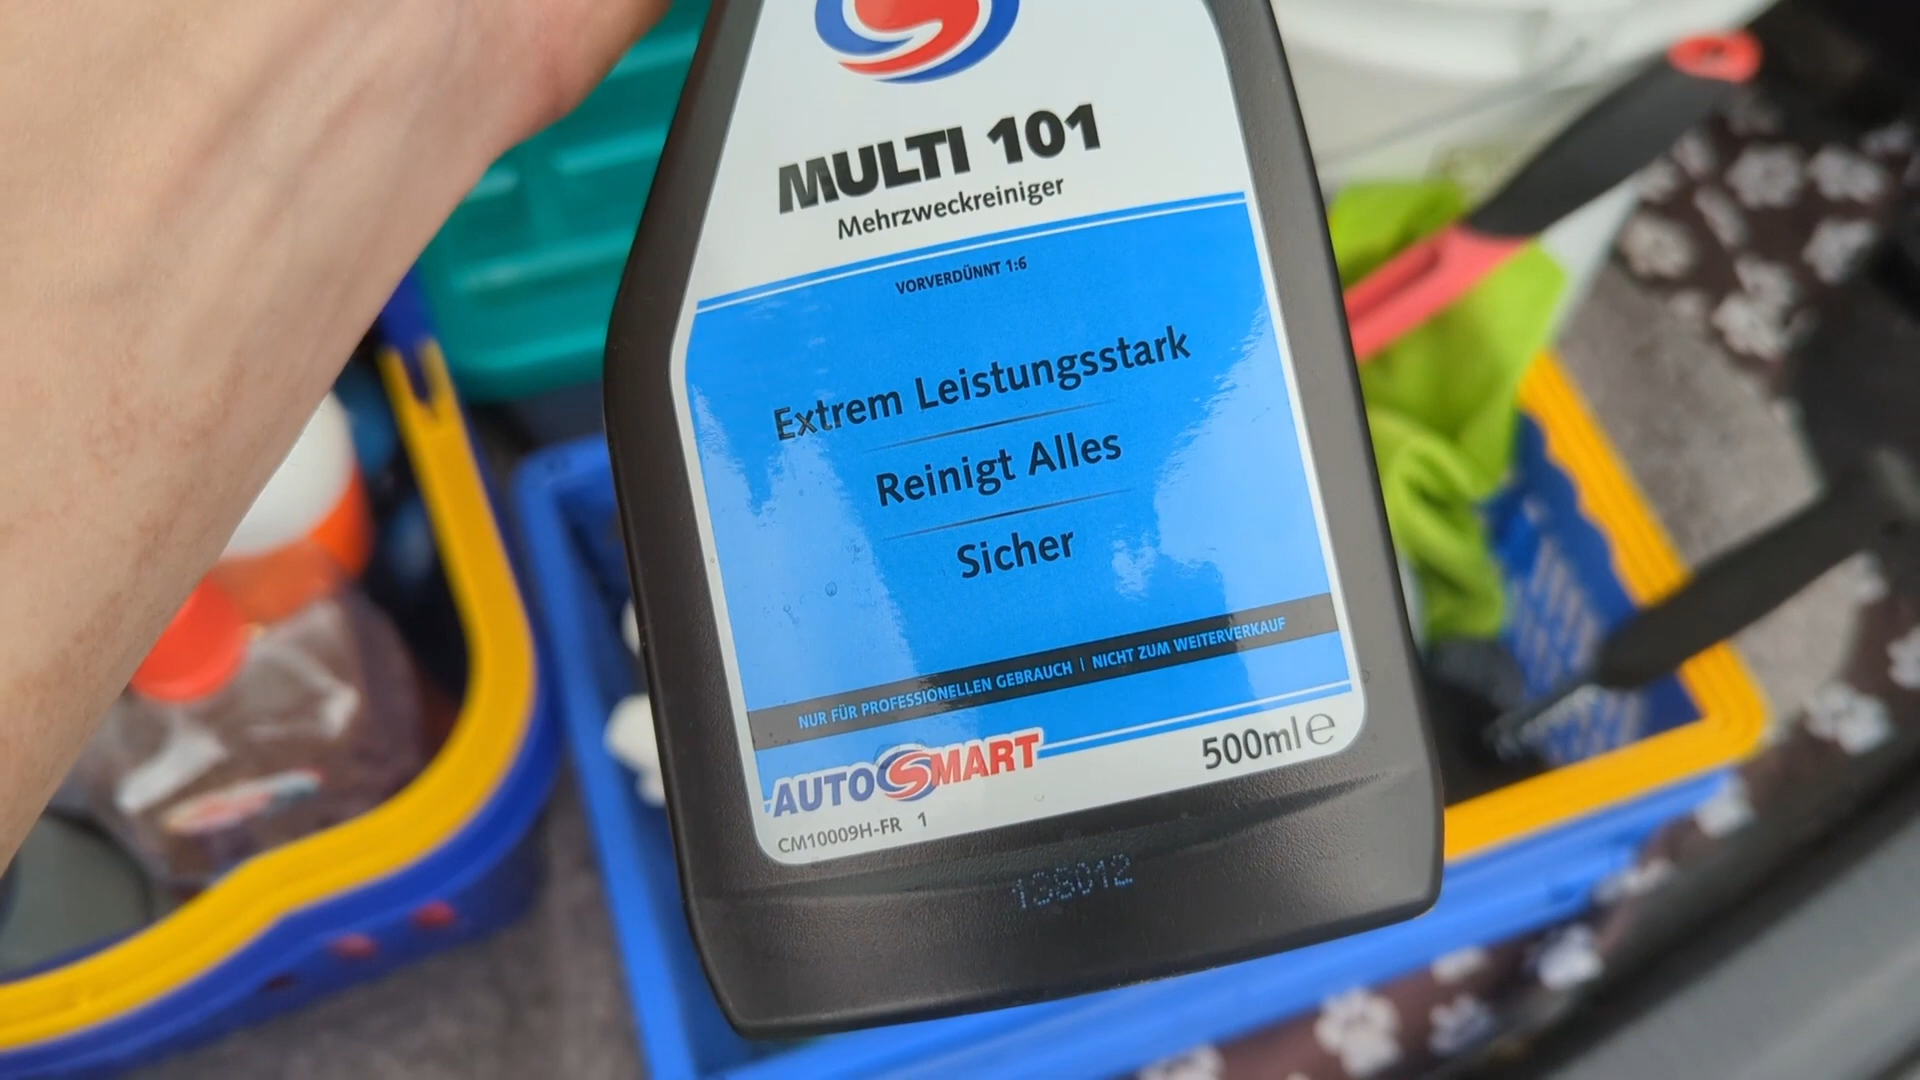 MULTI 101
Mehrzweckreiniger
VORVERDÜNNT 1:6
Extrem Leistungsstark
Reinigt Alles
Sicher
NUR FÜR PROFESSIONELLEN GEBRAUCH | NICHT ZUM WEITERVERKAUF
AUTOSMART
500ml e
CM10009H-FR 1
136012